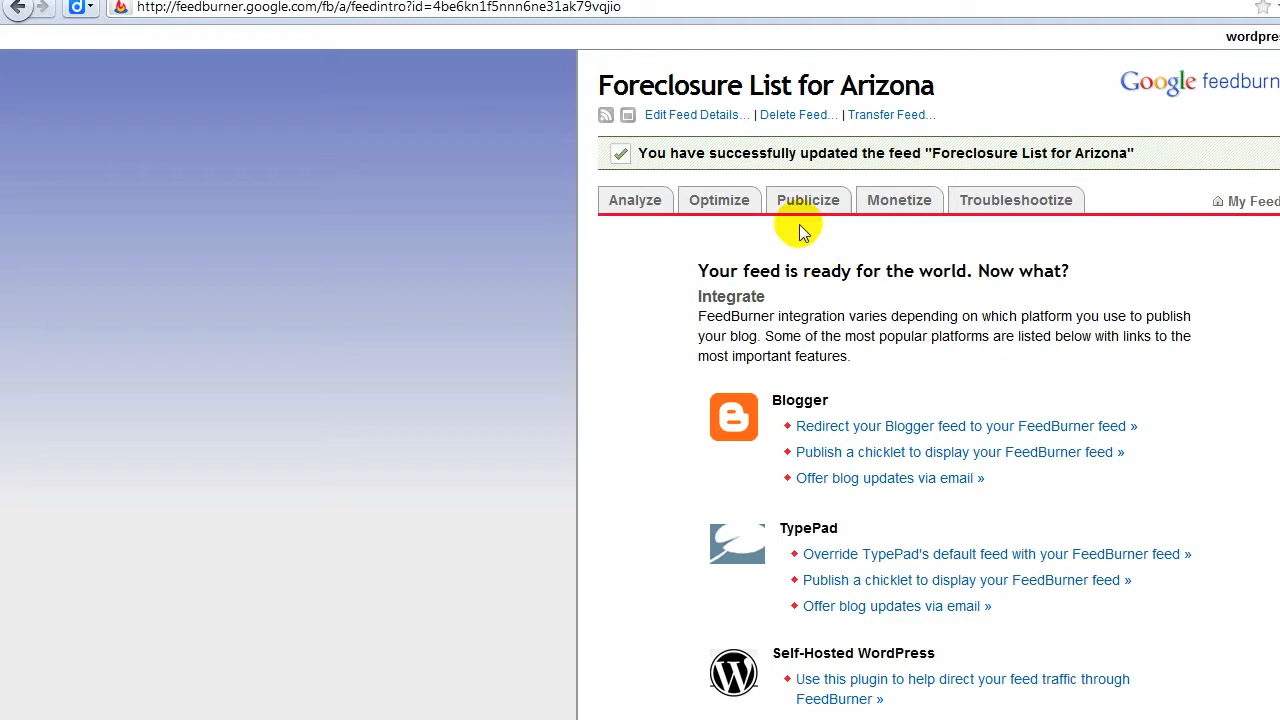 http://feedburner.google.com/fb/a/feedintro?id=4be6kn1f5nnn6ne31ak79vqjio
wordpres
Foreclosure List for Arizona
Google feedburn
Edit Feed Details... | Delete Feed... | Transfer Feed...
You have successfully updated the feed "Foreclosure List for Arizona"
Analyze Optimize Publicize Monetize Troubleshootize
My Feed
Your feed is ready for the world. Now what?
Integrate
FeedBurner integration varies depending on which platform you use to publish
your blog. Some of the most popular platforms are listed below with links to the
most important features.
Blogger
Redirect your Blogger feed to your FeedBurner feed »
Publish a chicklet to display your FeedBurner feed »
Offer blog updates via email »
TypePad
Override TypePad's default feed with your FeedBurner feed »
Publish a chicklet to display your FeedBurner feed »
Offer blog updates via email »
Self-Hosted WordPress
Use this plugin to help direct your feed traffic through
FeedBurner »